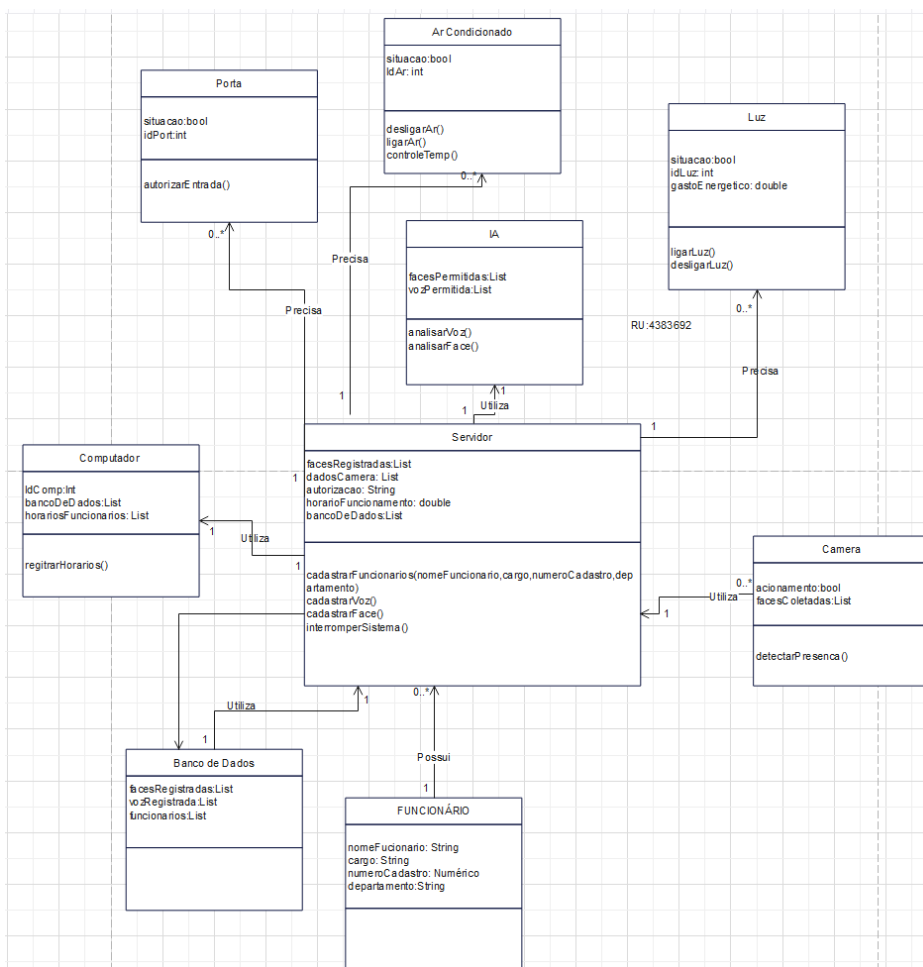 Ar Condicionado
situacao:bool
IdAr: int
desligarAr()
ligarAr()
controleTemp()
0..*
Porta
situacao:bool
idPort:int
autorizarEntrada()
0..*
Luz
situacao:bool
idLuz: int
gastoEnergetico: double
ligarLuz()
desligarLuz()
0..*
IA
facesPermitidas:List
vozPermitida:List
analisarVoz()
analisarFace()
Precisa
Precisa
RU:4383692
Precisa
1
1
1
Utiliza
1
Servidor
facesRegistradas:List
dadosCamera: List
autorizacao: String
horarioFuncionamento: double
bancoDeDados:List
cadastrarFuncionarios(nomeFuncionario,cargo,numeroCadastro,dep
artamento)
cadastrarVoz()
cadastrarFace()
interromperSistema()
1
Computador
IdComp:Int
bancoDeDados:List
horariosFuncionarios: List
regitrarHorarios()
1
Utiliza
1
Camera
acionamento:bool
facesColetadas:List
detectarPresenca()
0..*
Utiliza
1
Utiliza
1
1
0..*
Possui
1
Banco de Dados
facesRegistradas:List
vozRegistrada:List
funcionarios:List
FUNCIONÁRIO
nomeFucionario: String
cargo: String
numeroCadastro: Numérico
departamento:String